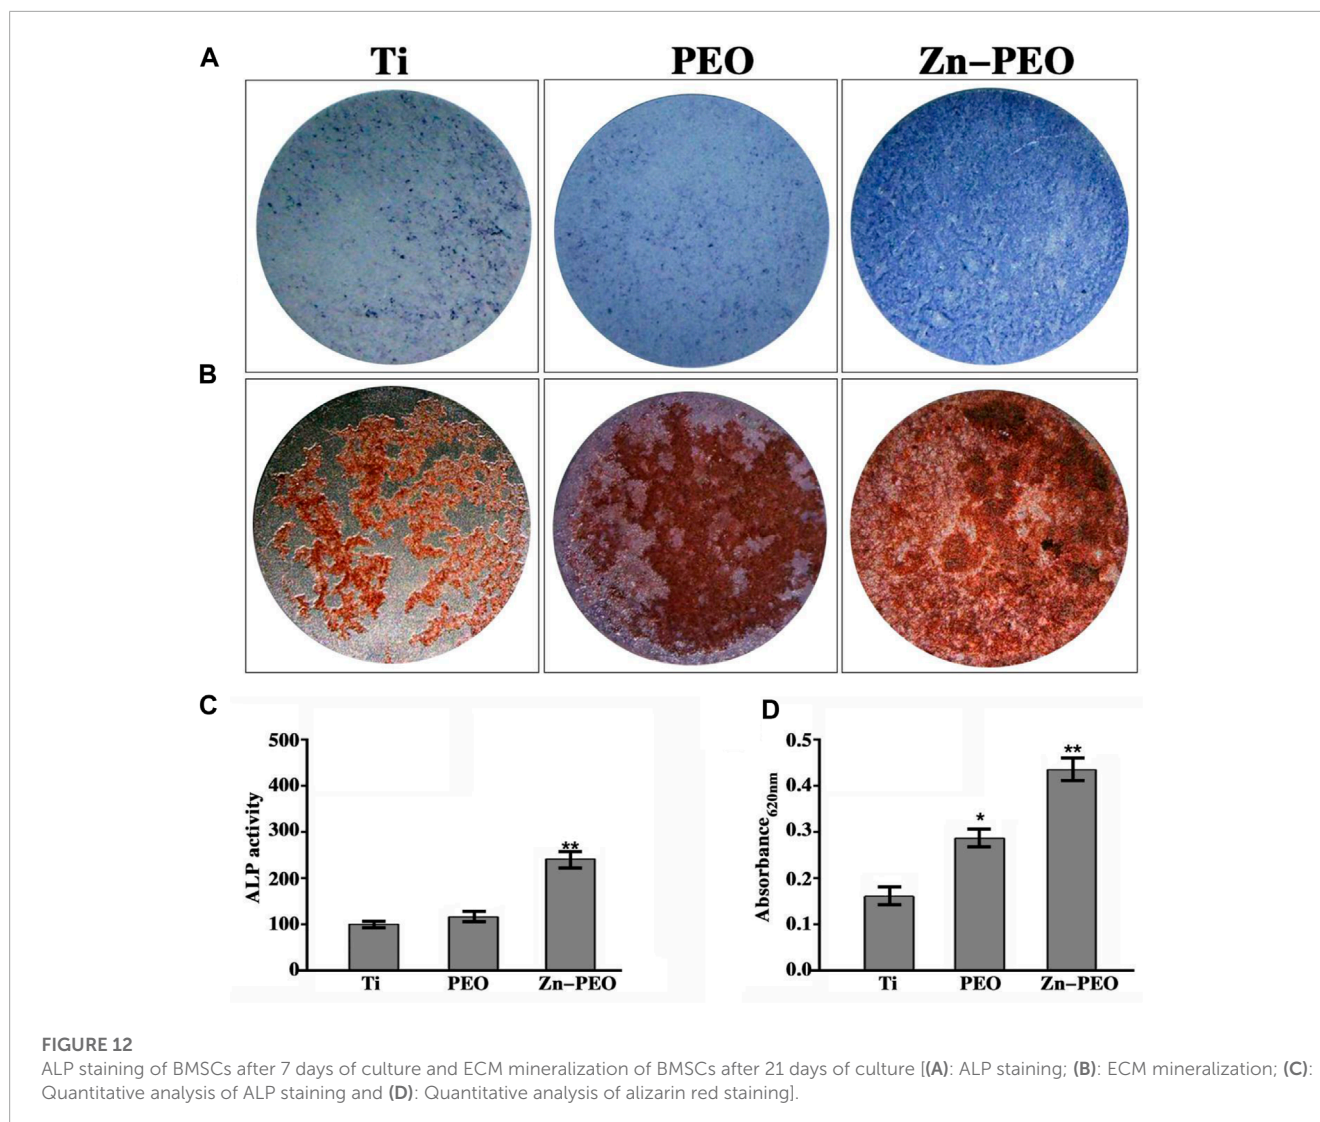 A
Ti
PEO
Zn–PEO
B
C
500
400
300
200
100
0
ALP activity
**
Ti
PEO
Zn–PEO
D
0.5
0.4
0.3
0.2
0.1
0.0
Absorbance620nm
*
**
Ti
PEO
Zn–PEO
FIGURE 12
ALP staining of BMSCs after 7 days of culture and ECM mineralization of BMSCs after 21 days of culture [(A): ALP staining; (B): ECM mineralization; (C):
Quantitative analysis of ALP staining and (D): Quantitative analysis of alizarin red staining].